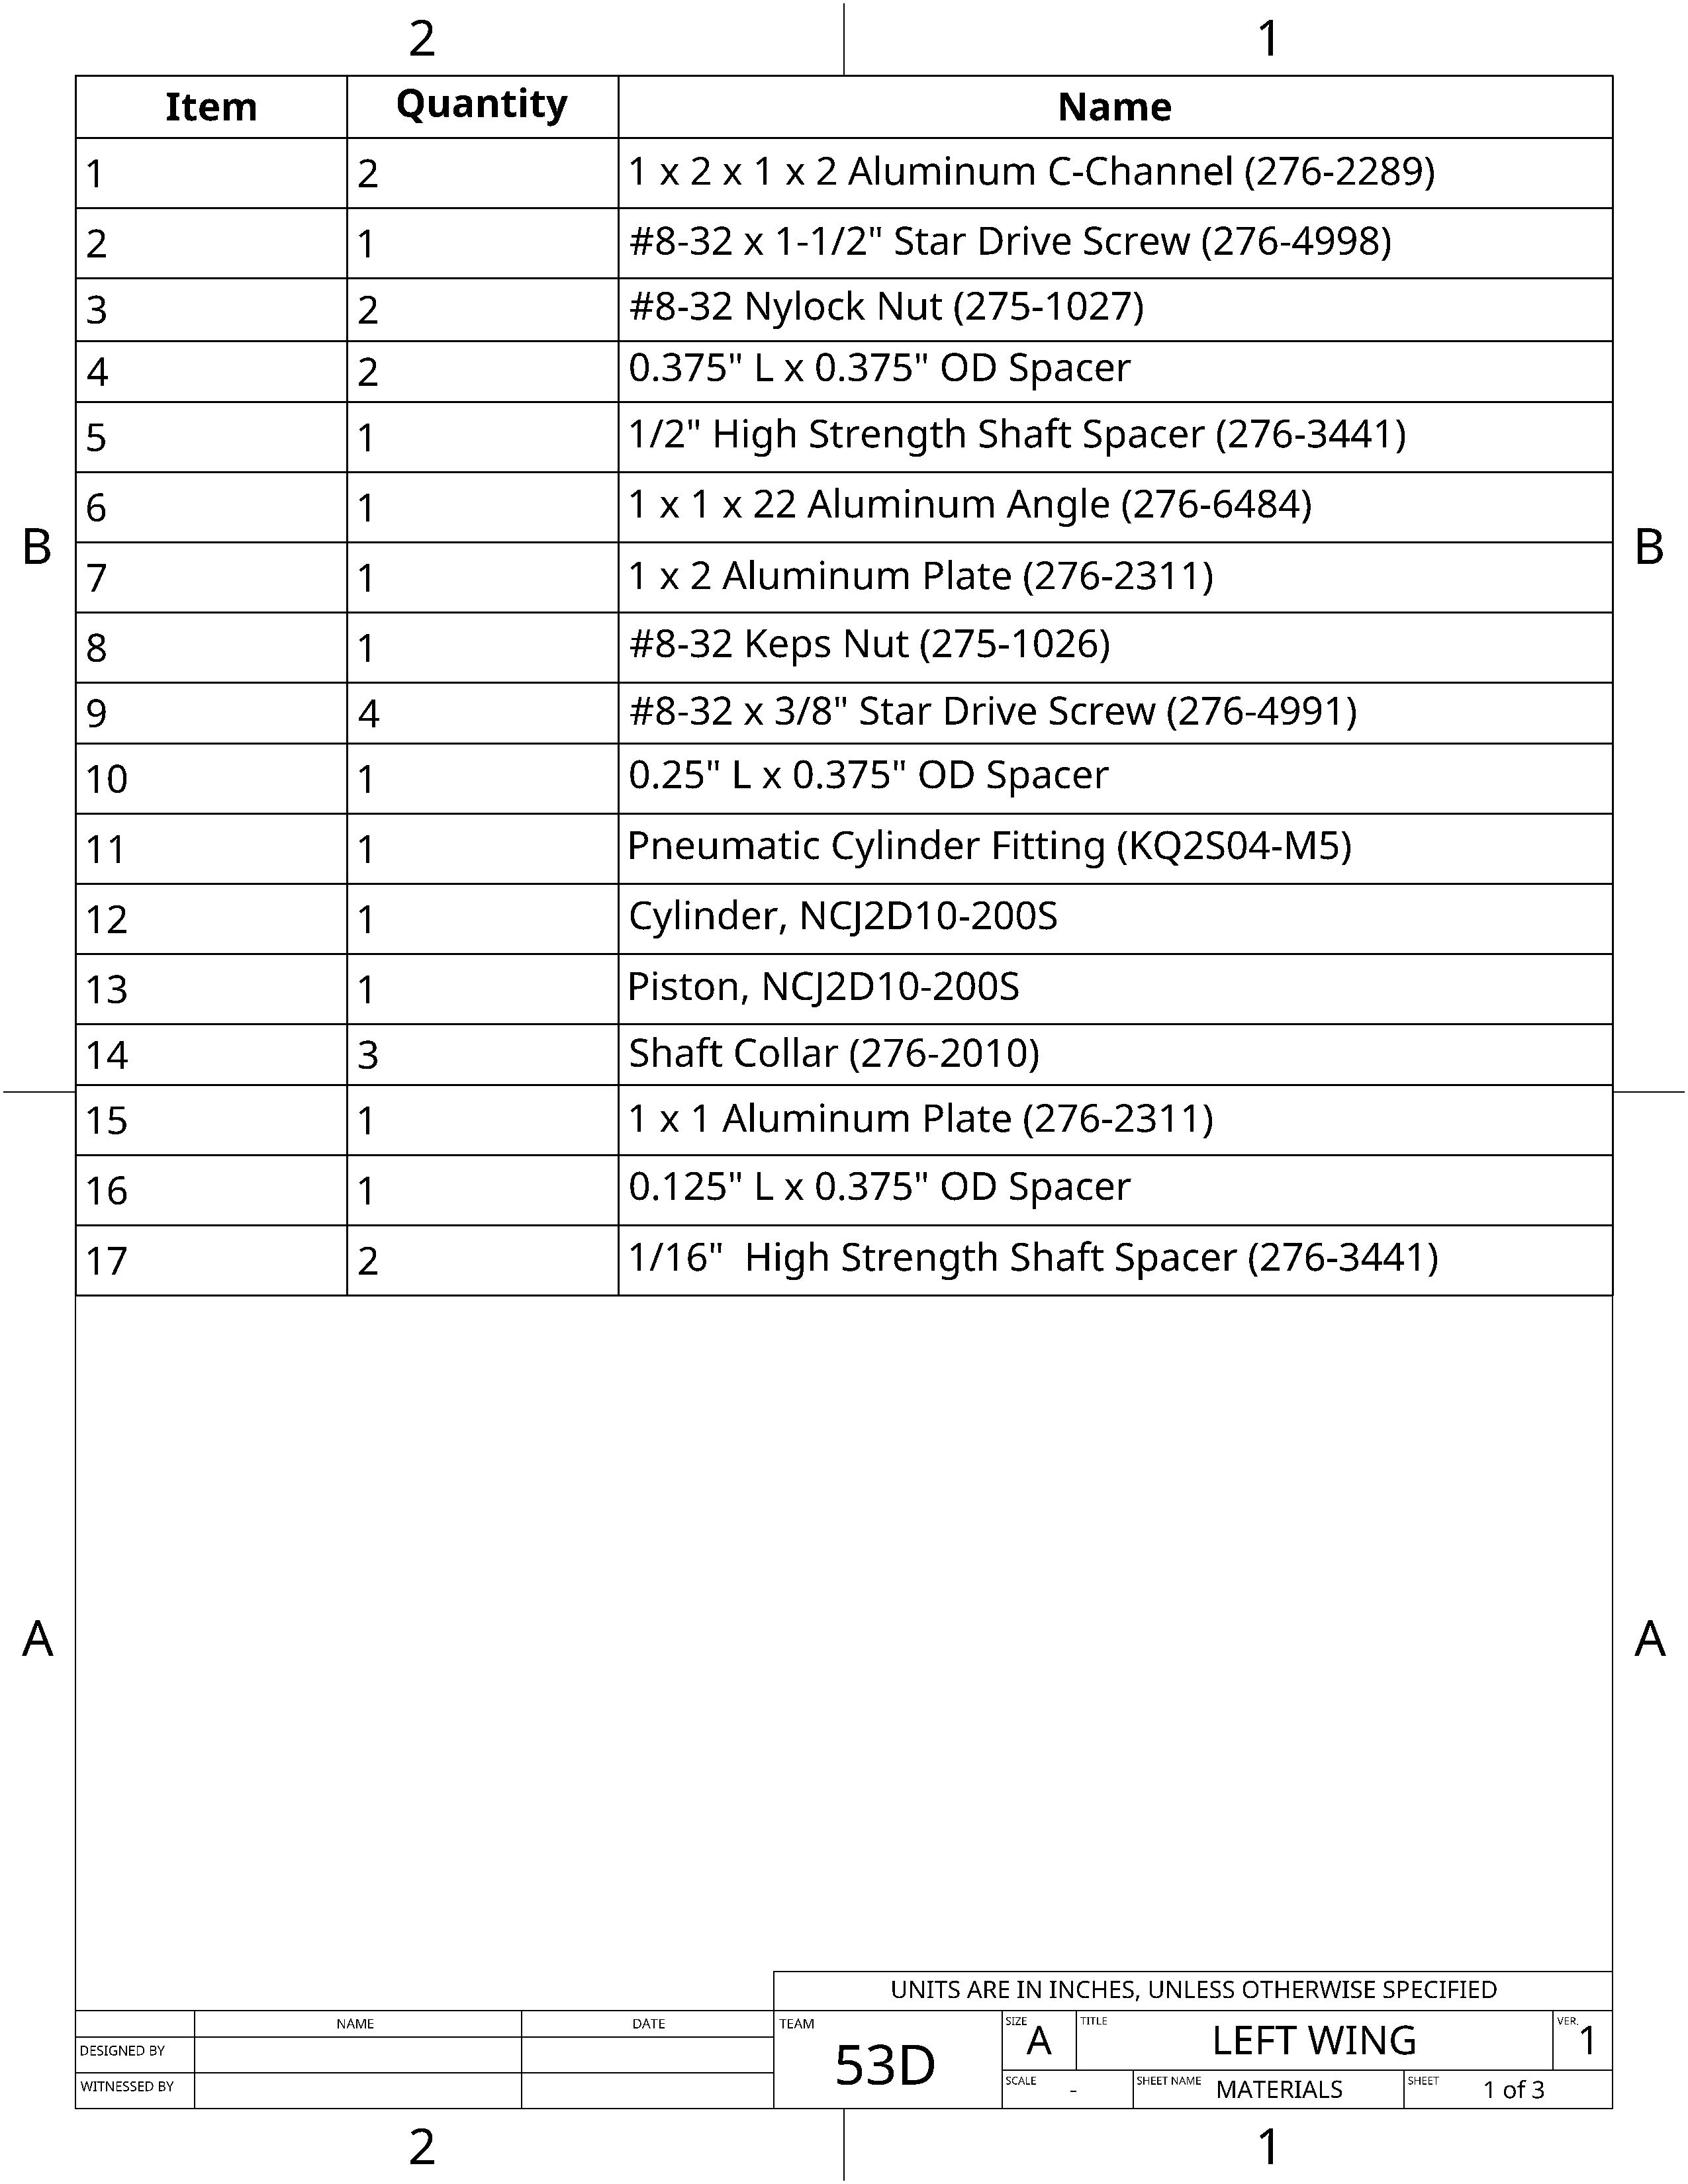 2 1
Item Quantity Name
1 2 1 x 2 x 1 x 2 Aluminum C-Channel (276-2289)
2 1 #8-32 x 1-1/2" Star Drive Screw (276-4998)
3 2 #8-32 Nylock Nut (275-1027)
4 2 0.375" L x 0.375" OD Spacer
5 1 1/2" High Strength Shaft Spacer (276-3441)
6 1 1 x 1 x 22 Aluminum Angle (276-6484)
B B
7 1 1 x 2 Aluminum Plate (276-2311)
8 1 #8-32 Keps Nut (275-1026)
9 4 #8-32 x 3/8" Star Drive Screw (276-4991)
10 1 0.25" L x 0.375" OD Spacer
11 1 Pneumatic Cylinder Fitting (KQ2S04-M5)
12 1 Cylinder, NCJ2D10-200S
13 1 Piston, NCJ2D10-200S
14 3 Shaft Collar (276-2010)
15 1 1 x 1 Aluminum Plate (276-2311)
16 1 0.125" L x 0.375" OD Spacer
17 2 1/16"  High Strength Shaft Spacer (276-3441)
A A
UNITS ARE IN INCHES, UNLESS OTHERWISE SPECIFIED
NAME DATE TEAM SIZE TITLE VER.
53D A LEFT WING 1
DESIGNED BY
WITNESSED BY SCALE - SHEET NAME MATERIALS SHEET 1 of 3
2 1